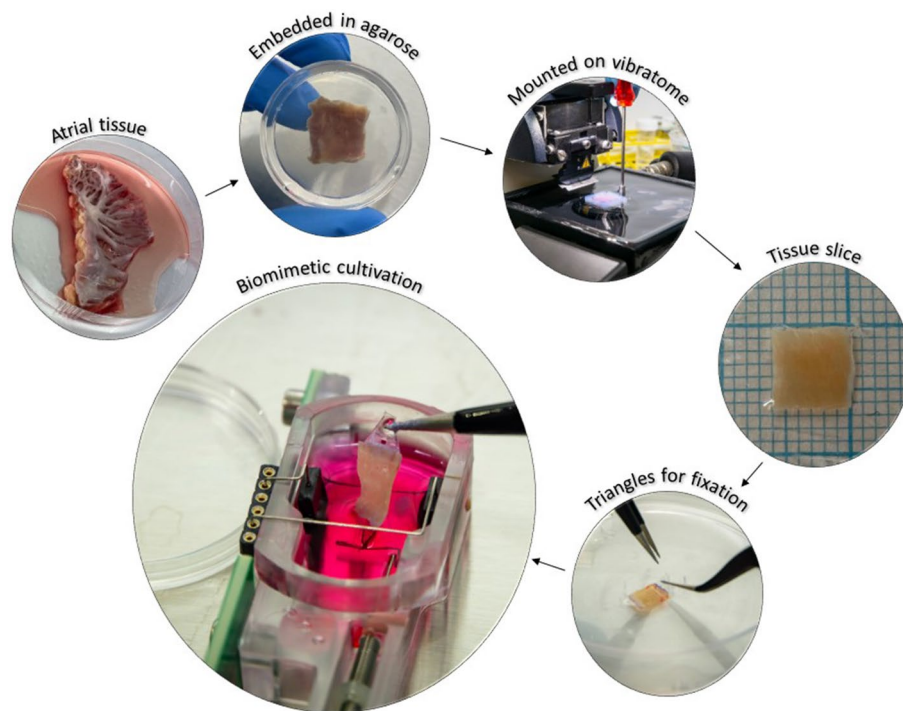 Atrial tissue
Embedded in agarose
Mounted on vibratome
Tissue slice
Triangles for fixation
Biomimetic cultivation